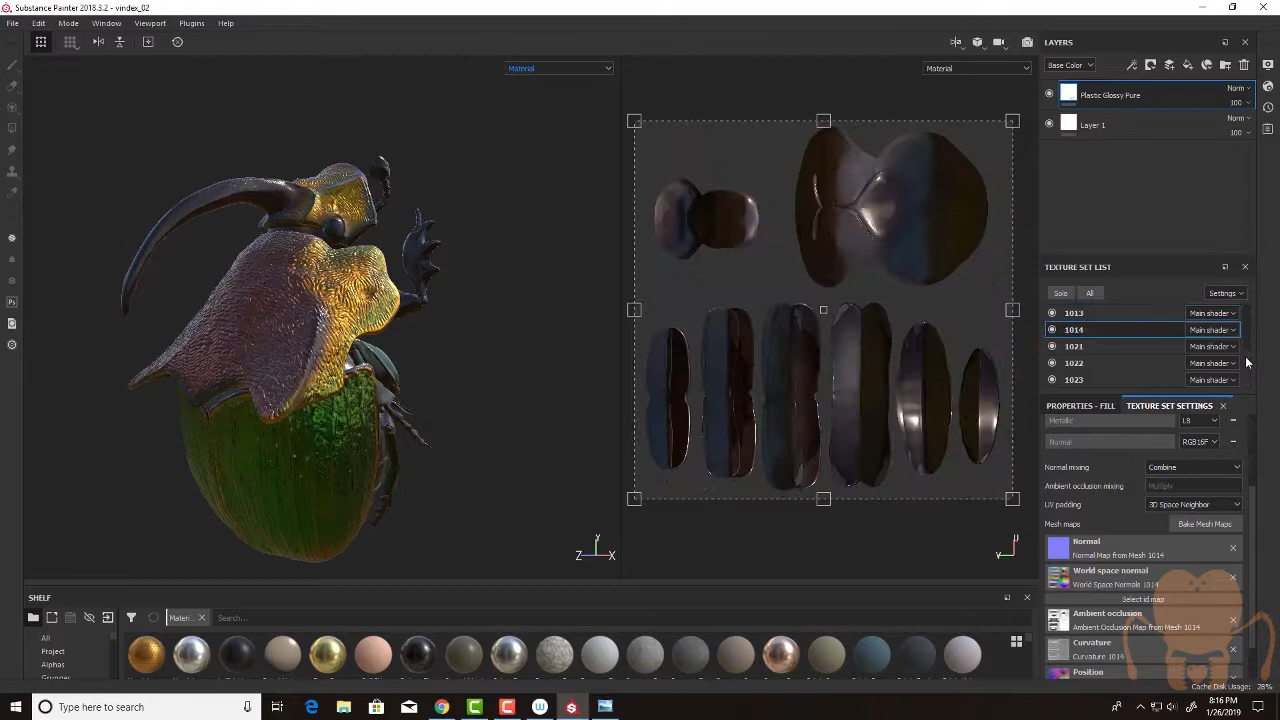 Substance Painter 2018.3.2 - vindex_02
File Edit Mode Window Viewport Plugins Help
Material
Material
LAYERS
Base Color
Plastic Glossy Pure
Norm
100
Layer 1
Norm
100
TEXTURE SET LIST
Solo All Settings
1013 Main shader
1014 Main shader
1021 Main shader
1022 Main shader
1023 Main shader
PROPERTIES - FILL TEXTURE SET SETTINGS
Metallic L8
Normal RGB16F
Normal mixing Combine
Ambient occlusion mixing Multiply
UV padding 3D Space Neighbor
Mesh maps Bake Mesh Maps
Normal
Normal Map from Mesh 1014
World space normal
World Space Normals 1014
Select id map
Ambient occlusion
Ambient Occlusion Map from Mesh 1014
Curvature
Curvature 1014
Position
Y
Z X
U
V
SHELF
Materi...
Search...
All
Project
Alphas
Cache Disk Usage: 28%
Type here to search
8:16 PM
1/26/2019